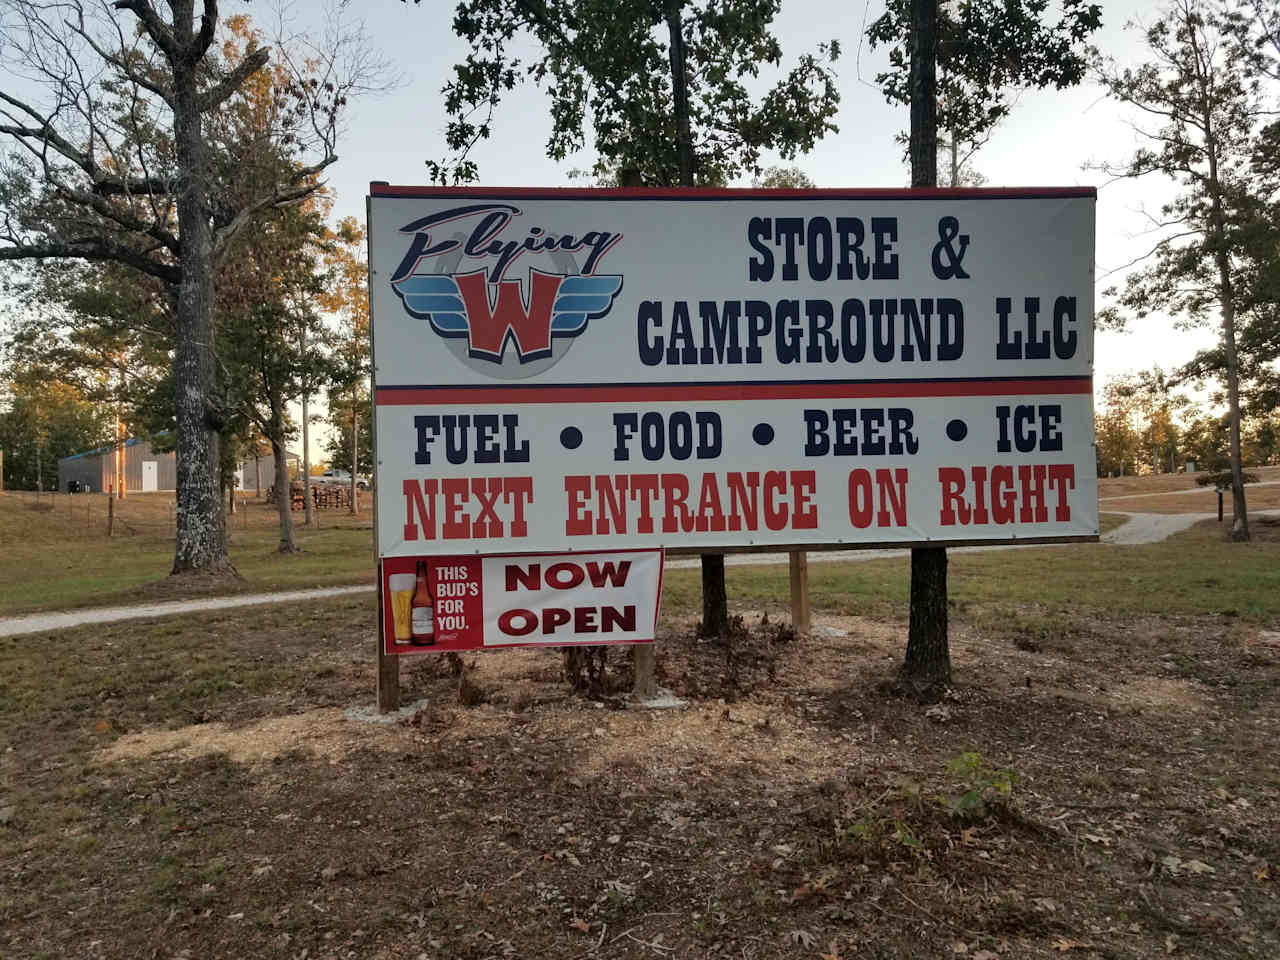 Flying
W
STORE &
CAMPGROUND LLC
FUEL • FOOD • BEER • ICE
NEXT ENTRANCE ON RIGHT
THIS
BUD'S
FOR
YOU.
NOW
OPEN